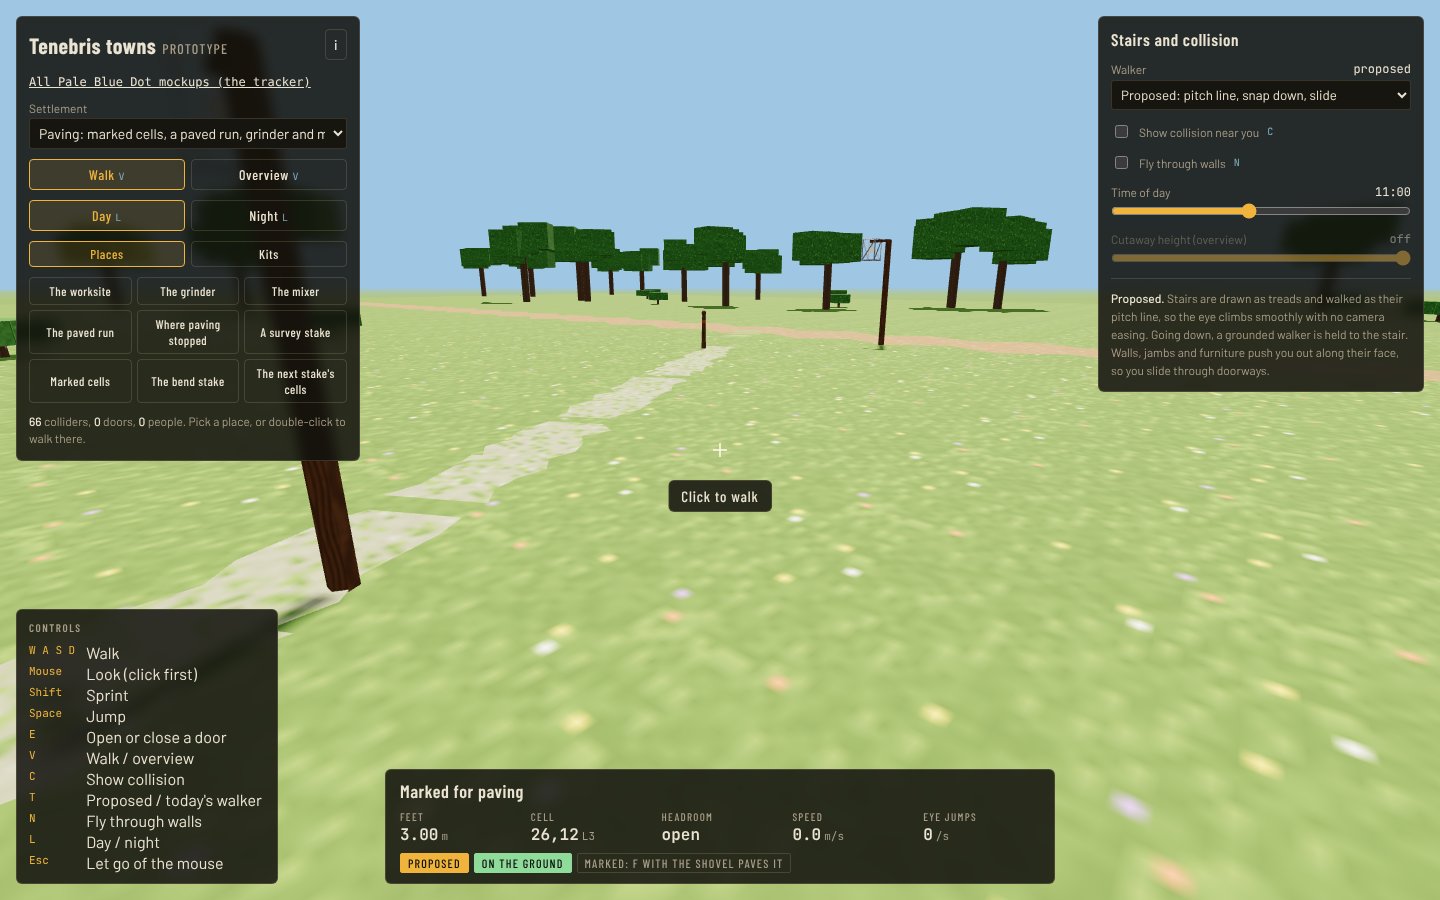 Tenebris towns PROTOTYPE
i
All Pale Blue Dot mockups (the tracker)
Settlement
Paving: marked cells, a paved run, grinder and m
Walk V
Overview V
Day L
Night L
Places
Kits
The worksite
The grinder
The mixer
The paved run
Where paving stopped
A survey stake
Marked cells
The bend stake
The next stake's cells
66 colliders, 0 doors, 0 people. Pick a place, or double-click to
walk there.
Stairs and collision
Walker proposed
Proposed: pitch line, snap down, slide
Show collision near you C
Fly through walls N
Time of day 11:00
Cutaway height (overview) off
Proposed. Stairs are drawn as treads and walked as their
pitch line, so the eye climbs smoothly with no camera
easing. Going down, a grounded walker is held to the stair.
Walls, jambs and furniture push you out along their face,
so you slide through doorways.
Click to walk
CONTROLS
W A S D Walk
Mouse Look (click first)
Shift Sprint
Space Jump
E Open or close a door
V Walk / overview
C Show collision
T Proposed / today's walker
N Fly through walls
L Day / night
Esc Let go of the mouse
Marked for paving
FEET CELL HEADROOM SPEED EYE JUMPS
3.00 m 26,12 L3 open 0.0 m/s 0 /s
PROPOSED ON THE GROUND MARKED: F WITH THE SHOVEL PAVES IT